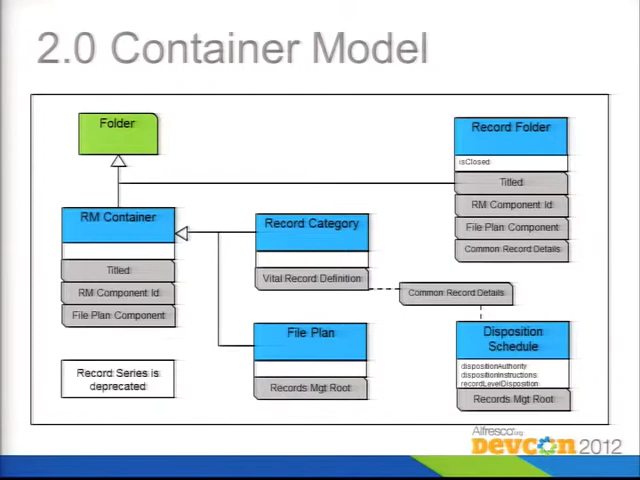 2.0 Container Model
Folder
Record Folder
isClosed
Titled
RM Component Id
File Plan Component
Common Record Details
RM Container
Titled
RM Component Id
File Plan Component
Record Category
Vital Record Definition
Common Record Details
File Plan
Records Mgt Root
Disposition
Schedule
dispositionAuthority
dispositionInstructions
recordLevelDisposition
Records Mgt Root
Record Series is
deprecated
Alfresco.org
DEVCON 2012